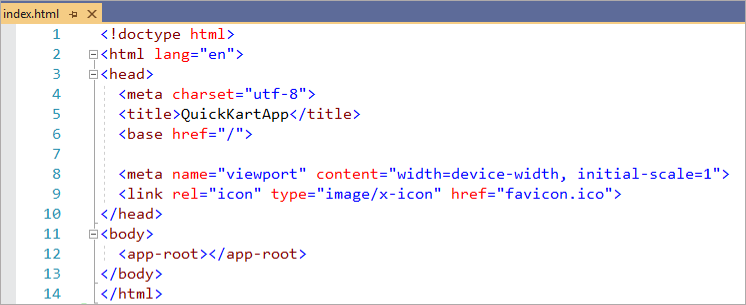 index.html
1 <!doctype html>
2 <html lang="en">
3 <head>
4 <meta charset="utf-8">
5 <title>QuickKartApp</title>
6 <base href="/">
7
8 <meta name="viewport" content="width=device-width, initial-scale=1">
9 <link rel="icon" type="image/x-icon" href="favicon.ico">
10 </head>
11 <body>
12 <app-root></app-root>
13 </body>
14 </html>